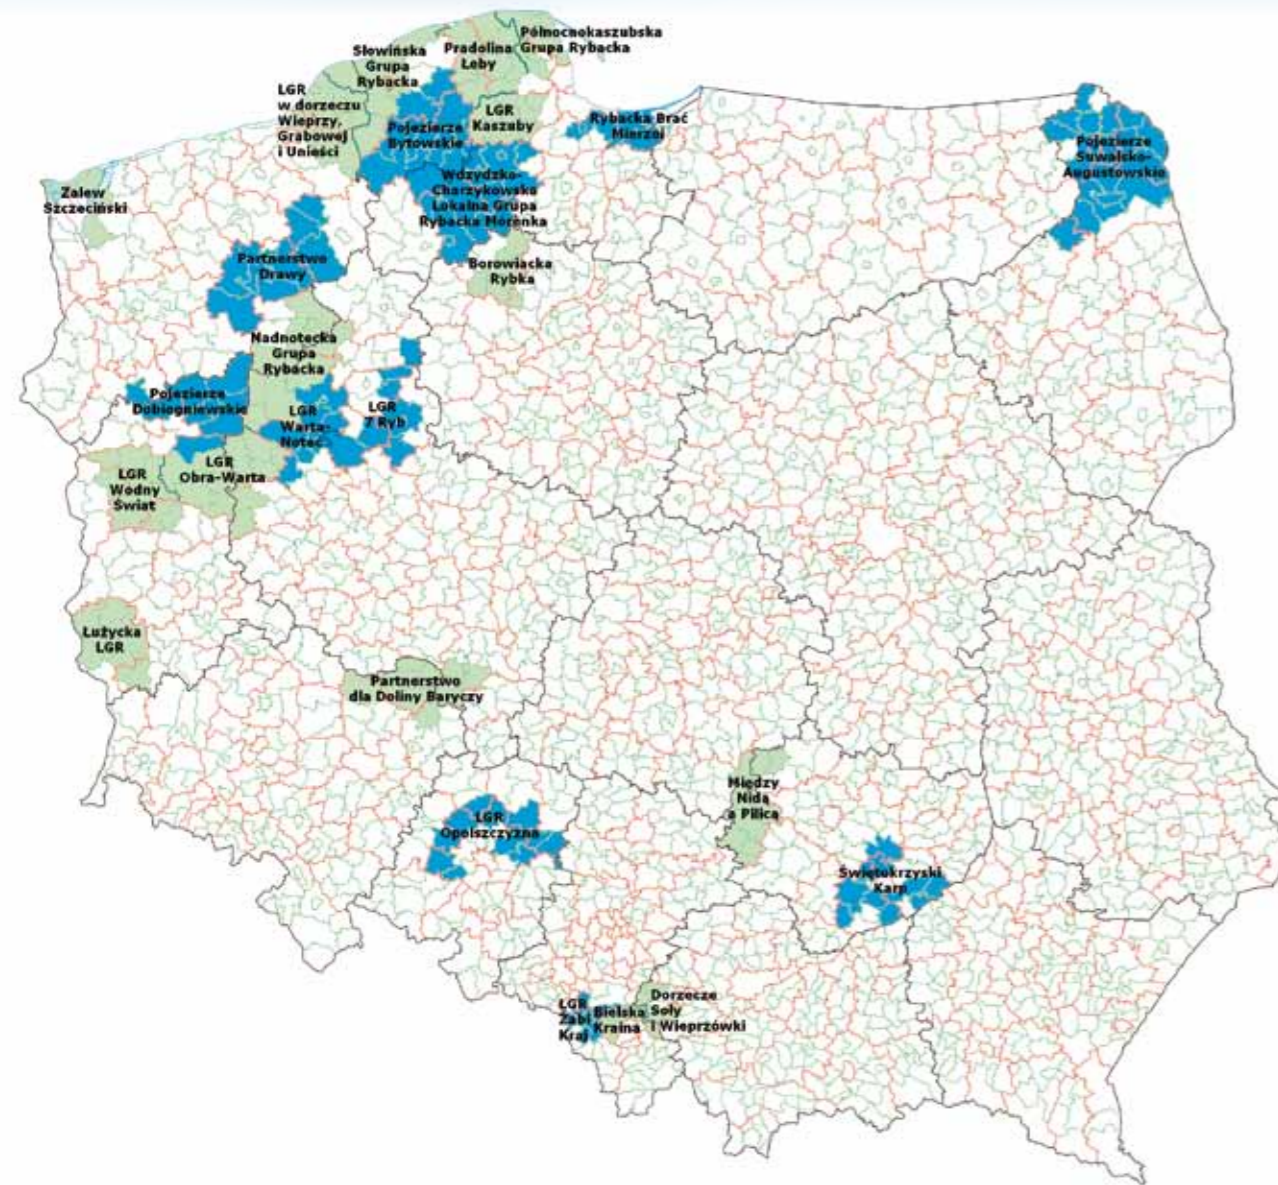 Północnokaszubska
Grupa Rybacka
Słowińska
Grupa
Rybacka
Pradolina
Łeby
LGR
w dorzeczu
Wieprzy,
Grabowej
i Unieści
Pojezierze
Bytowskie
LGR
Kaszuby
Rybacka Brać
Mierzei
Pojezierze
Suwalsko-
Augustowskie
Zalew
Szczeciński
Wdzydzko-
Charzykowska
Lokalna Grupa
Rybacka Morenka
Partnerstwo
Drawy
Borowiacka
Rybka
Nadnotecka
Grupa
Rybacka
Pojezierze
Dobiegniewskie
LGR
Warta-
Noteć
LGR
7 Ryb
LGR
Obra-Warta
LGR
Wodny
Świat
Łużycka
LGR
Partnerstwo
dla Doliny Baryczy
Między
Nidą
a Pilicą
LGR
Opolszczyzna
Świętokrzyski
Karp
LGR
Żabi
Kraj
Bielska
Kraina
Dorzecze
Soły
i Wieprzówki